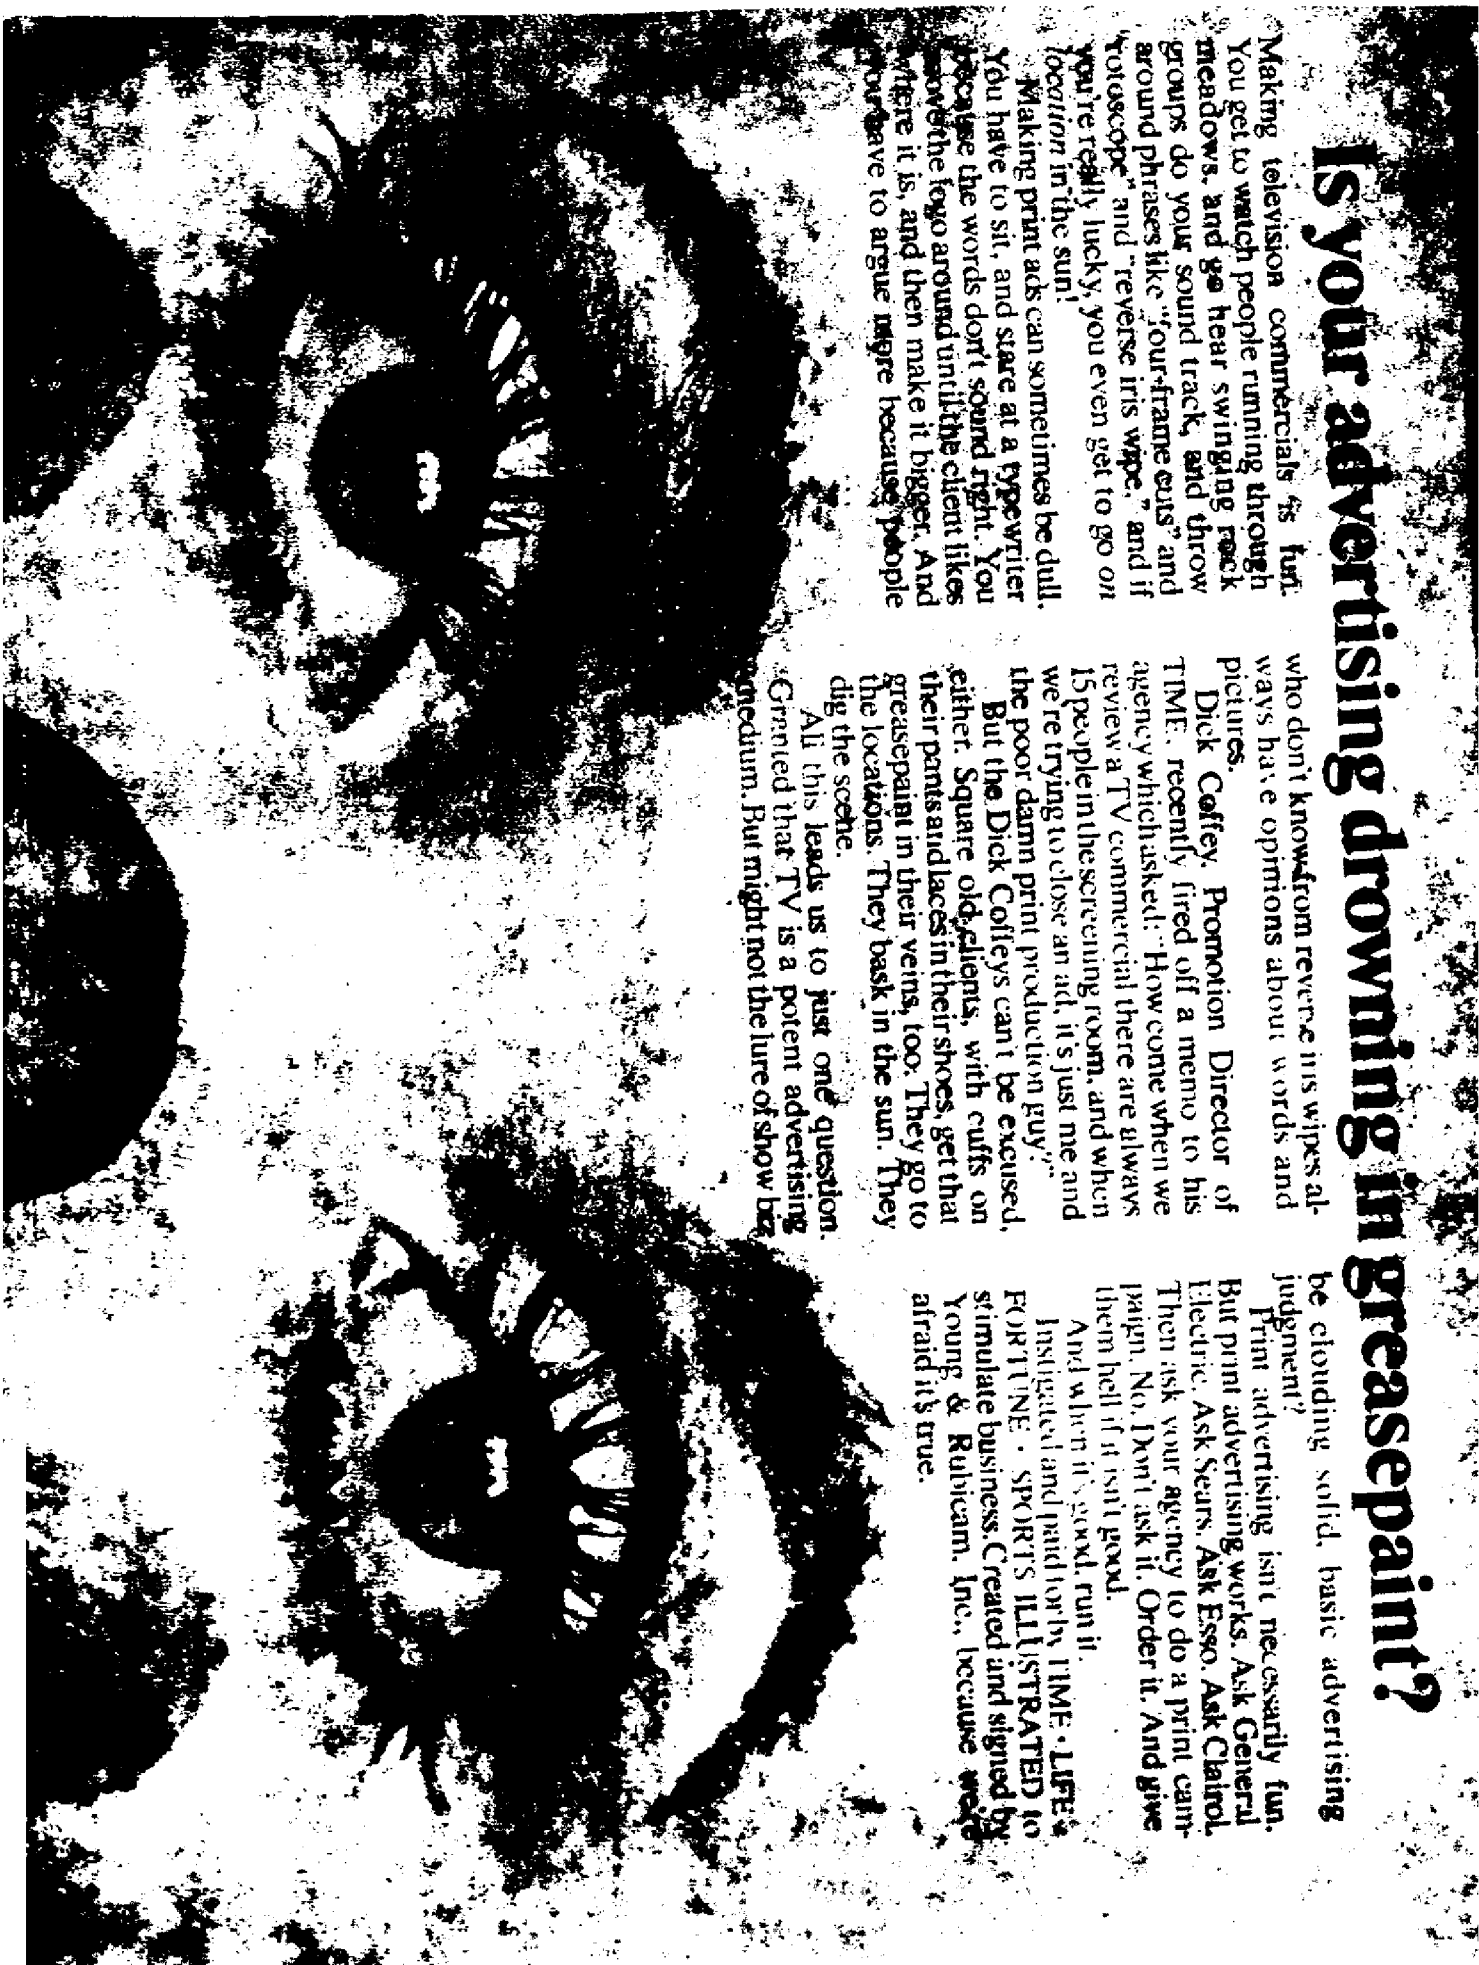 Is your advertising drowning in greasepaint?
Making television commercials is fun.
You get to watch people running through
meadows, and go hear swinging rock
groups do your sound track, and throw
around phrases like "four-frame cuts" and
"rotoscope" and "reverse iris wipe," and if
you're really lucky, you even get to go on
location in the sun!
Making print ads can sometimes be dull.
You have to sit, and stare at a typewriter
because the words don't sound right. You
move the logo around until the client likes
where it is, and then make it bigger. And
you have to argue more because people
who don't know from reverse iris wipes al-
ways have opinions about words and
pictures.
Dick Coffey, Promotion Director of
TIME, recently fired off a memo to his
agency which asked: "How come when we
review a TV commercial there are always
15 people in the screening room, and when
we're trying to close an ad, it's just me and
the poor damn print production guy?"
But the Dick Coffeys can't be excused,
either. Square old clients, with cuffs on
their pants and laces in their shoes, get that
greasepaint in their veins, too. They go to
the locations. They bask in the sun. They
dig the scene.
All this leads us to just one question.
Granted that TV is a potent advertising
medium. But might not the lure of show biz
be clouding solid, basic advertising
judgment?
Print advertising isn't necessarily fun.
But print advertising works. Ask General
Electric. Ask Sears. Ask Esso. Ask Clairol.
Then ask your agency to do a print cam-
paign. No. Don't ask it. Order it. And give
them hell if it isn't good.
And when it's good, run it.
Instigated and paid for by TIME · LIFE ·
FORTUNE · SPORTS ILLUSTRATED to
stimulate business. Created and signed by
Young & Rubicam, Inc., because we're
afraid it's true.